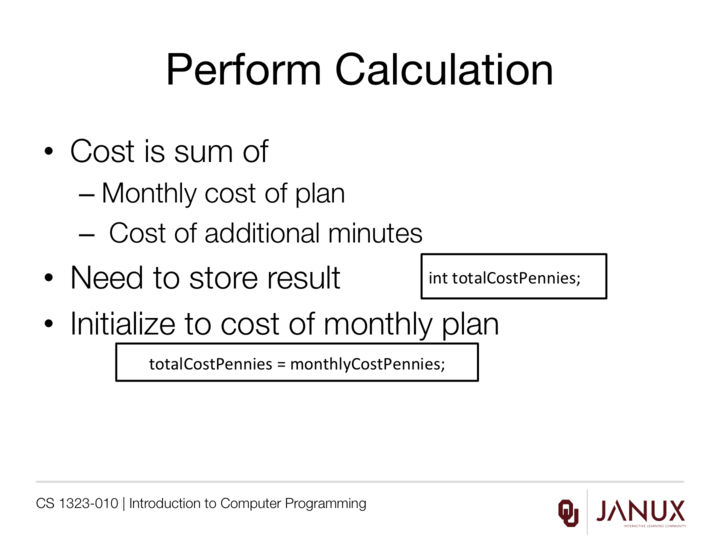 Perform Calculation
• Cost is sum of
– Monthly cost of plan
– Cost of additional minutes
• Need to store result
int totalCostPennies;
• Initialize to cost of monthly plan
totalCostPennies = monthlyCostPennies;
CS 1323-010 | Introduction to Computer Programming
OU
JANUX
INTERACTIVE LEARNING COMMUNITY